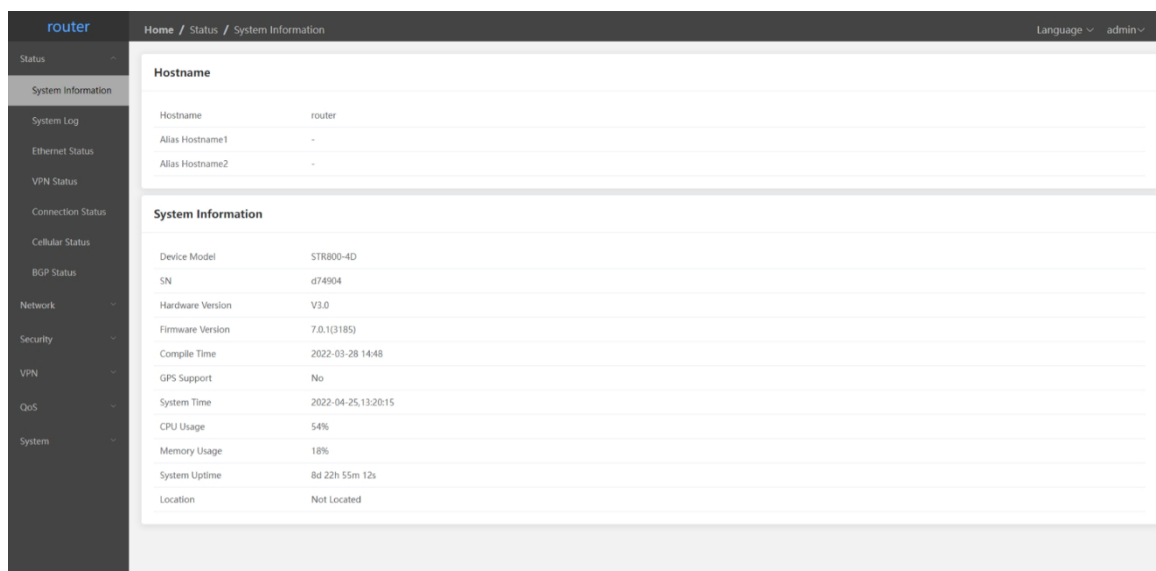 router
Home / Status / System Information
Language admin
Status
System Information
System Log
Ethernet Status
VPN Status
Connection Status
Cellular Status
BGP Status
Network
Security
VPN
QoS
System
Hostname
Hostname router
Alias Hostname1 -
Alias Hostname2 -
System Information
Device Model STR800-4D
SN d74904
Hardware Version V3.0
Firmware Version 7.0.1(3185)
Compile Time 2022-03-28 14:48
GPS Support No
System Time 2022-04-25,13:20:15
CPU Usage 54%
Memory Usage 18%
System Uptime 8d 22h 55m 12s
Location Not Located